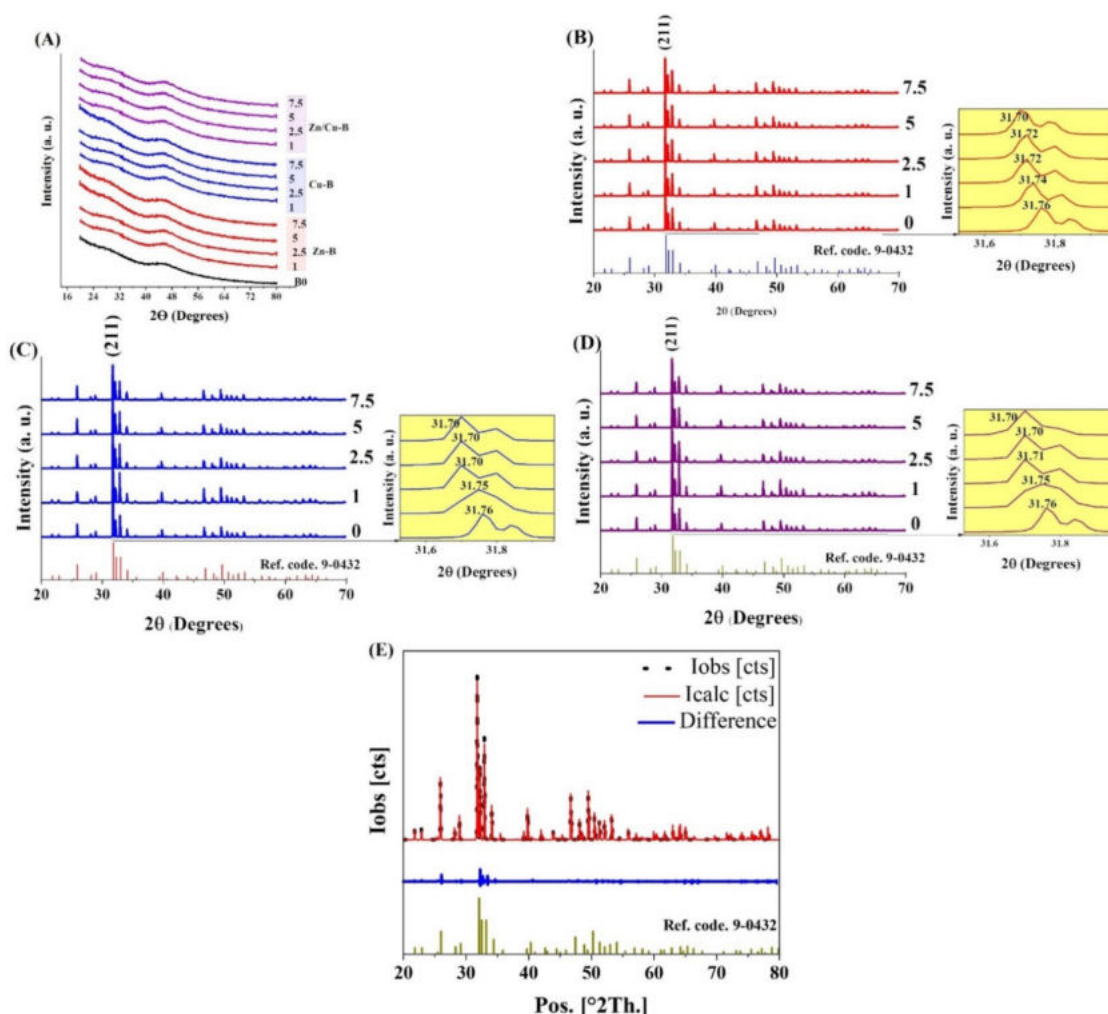 (A)
Intensity (a. u.)
7.5
5
2.5
1
Zn/Cu-B
7.5
5
2.5
1
Cu-B
7.5
5
2.5
1
Zn-B
B0
16 24 32 40 48 56 64 72 80
2Θ (Degrees)
(B)
(211)
Intensity (a. u.)
7.5
5
2.5
1
0
Ref. code. 9-0432
20 30 40 50 60 70
2θ (Degrees)
31.70
31.72
31.72
31.74
31.76
31.6 31.8
2θ (Degrees)
(C)
(211)
Intensity (a. u.)
7.5
5
2.5
1
0
Ref. code. 9-0432
20 30 40 50 60 70
2θ (Degrees)
31.70
31.70
31.70
31.75
31.76
31.6 31.8
2θ (Degrees)
(D)
(211)
Intensity (a. u.)
7.5
5
2.5
1
0
Ref. code. 9-0432
20 30 40 50 60 70
2θ (Degrees)
31.70
31.70
31.71
31.75
31.76
31.6 31.8
2θ (Degrees)
(E)
Iobs [cts]
Iobs [cts]
Icalc [cts]
Difference
Ref. code. 9-0432
20 30 40 50 60 70 80
Pos. [°2Th.]